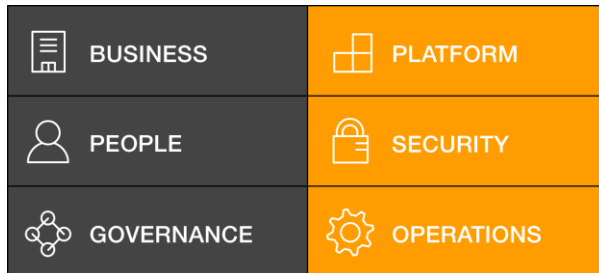 BUSINESS
PLATFORM
PEOPLE
SECURITY
GOVERNANCE
OPERATIONS